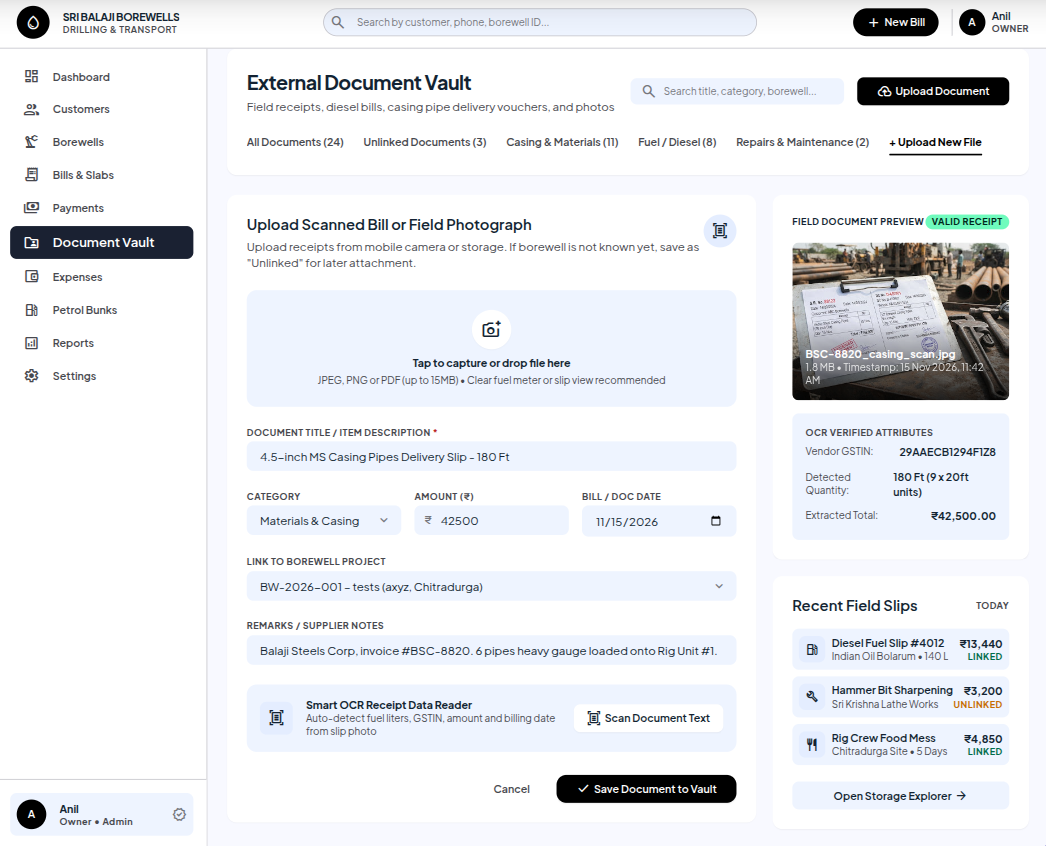 SRI BALAJI BOREWELLS
DRILLING & TRANSPORT
Search by customer, phone, borewell ID...
+ New Bill
A
Anil
OWNER
Dashboard
Customers
Borewells
Bills & Slabs
Payments
Document Vault
Expenses
Petrol Bunks
Reports
Settings
A
Anil
Owner • Admin
External Document Vault
Field receipts, diesel bills, casing pipe delivery vouchers, and photos
Search title, category, borewell...
Upload Document
All Documents (24)
Unlinked Documents (3)
Casing & Materials (11)
Fuel / Diesel (8)
Repairs & Maintenance (2)
+ Upload New File
Upload Scanned Bill or Field Photograph
Upload receipts from mobile camera or storage. If borewell is not known yet, save as
"Unlinked" for later attachment.
Tap to capture or drop file here
JPEG, PNG or PDF (up to 15MB) • Clear fuel meter or slip view recommended
DOCUMENT TITLE / ITEM DESCRIPTION *
4.5-inch MS Casing Pipes Delivery Slip - 180 Ft
CATEGORY
AMOUNT (₹)
BILL / DOC DATE
Materials & Casing
₹ 42500
11/15/2026
LINK TO BOREWELL PROJECT
BW-2026-001 - tests (axyz, Chitradurga)
REMARKS / SUPPLIER NOTES
Balaji Steels Corp, invoice #BSC-8820. 6 pipes heavy gauge loaded onto Rig Unit #1.
Smart OCR Receipt Data Reader
Auto-detect fuel liters, GSTIN, amount and billing date
from slip photo
Scan Document Text
Cancel
Save Document to Vault
FIELD DOCUMENT PREVIEW
VALID RECEIPT
BSC-8820_casing_scan.jpg
1.8 MB • Timestamp: 15 Nov 2026, 11:42
AM
OCR VERIFIED ATTRIBUTES
Vendor GSTIN:
29AAECB1294F1Z8
Detected
Quantity:
180 Ft (9 x 20ft
units)
Extracted Total:
₹42,500.00
Recent Field Slips
TODAY
Diesel Fuel Slip #4012
₹13,440
Indian Oil Bolarum • 140 L
LINKED
Hammer Bit Sharpening
₹3,200
Sri Krishna Lathe Works
UNLINKED
Rig Crew Food Mess
₹4,850
Chitradurga Site • 5 Days
LINKED
Open Storage Explorer →